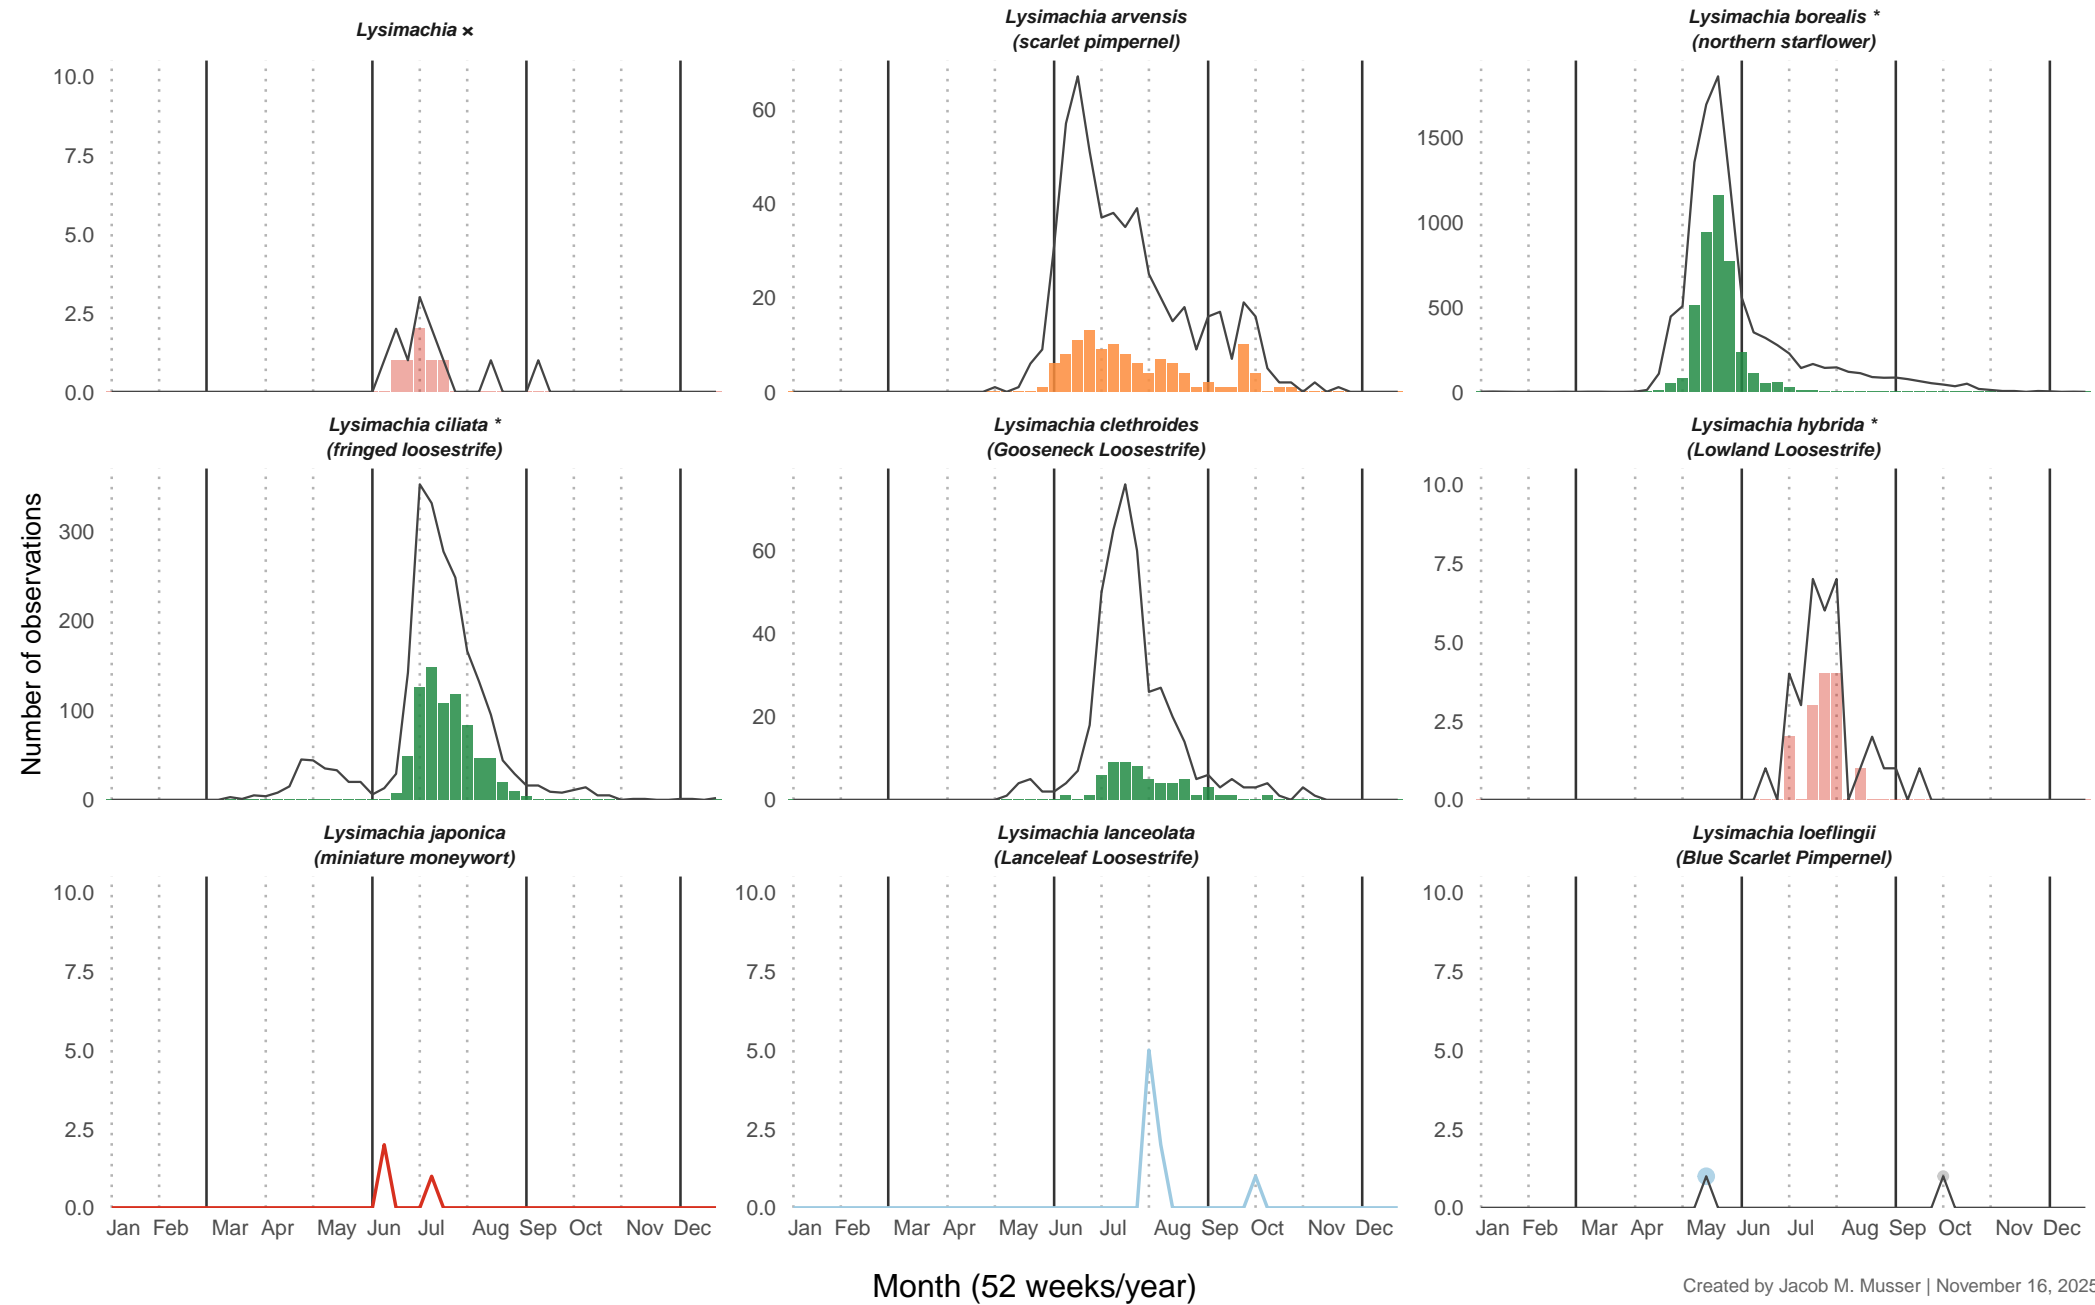 Lysimachia ×
Lysimachia arvensis
(scarlet pimpernel)
Lysimachia borealis *
(northern starflower)
10.0
7.5
5.0
2.5
0.0
60
40
20
0
1500
1000
500
0
Lysimachia ciliata *
(fringed loosestrife)
Lysimachia clethroides
(Gooseneck Loosestrife)
Lysimachia hybrida *
(Lowland Loosestrife)
Number of observations
300
200
100
0
60
40
20
0
10.0
7.5
5.0
2.5
0.0
Lysimachia japonica
(miniature moneywort)
Lysimachia lanceolata
(Lanceleaf Loosestrife)
Lysimachia loeflingii
(Blue Scarlet Pimpernel)
10.0
7.5
5.0
2.5
0.0
10.0
7.5
5.0
2.5
0.0
10.0
7.5
5.0
2.5
0.0
Jan Feb Mar Apr May Jun Jul Aug Sep Oct Nov Dec
Jan Feb Mar Apr May Jun Jul Aug Sep Oct Nov Dec
Jan Feb Mar Apr May Jun Jul Aug Sep Oct Nov Dec
Month (52 weeks/year)
Created by Jacob M. Musser | November 16, 2025